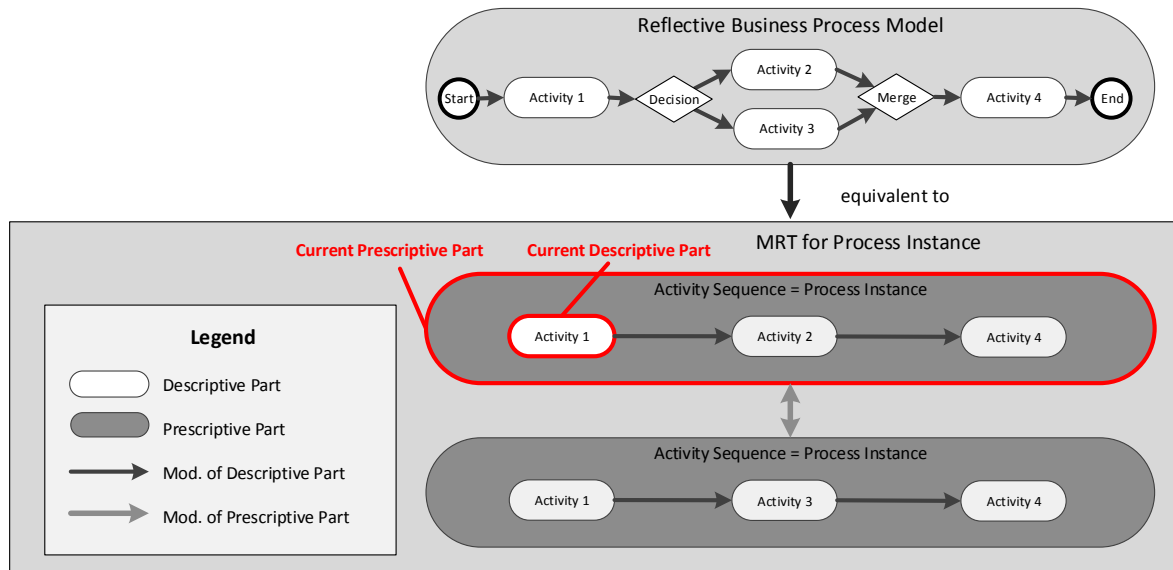 Reflective Business Process Model
Start
Activity 1
Decision
Activity 2
Activity 3
Merge
Activity 4
End
equivalent to
MRT for Process Instance
Current Prescriptive Part
Current Descriptive Part
Activity Sequence = Process Instance
Activity 1
Activity 2
Activity 4
Activity Sequence = Process Instance
Activity 1
Activity 3
Activity 4
Legend
Descriptive Part
Prescriptive Part
Mod. of Descriptive Part
Mod. of Prescriptive Part